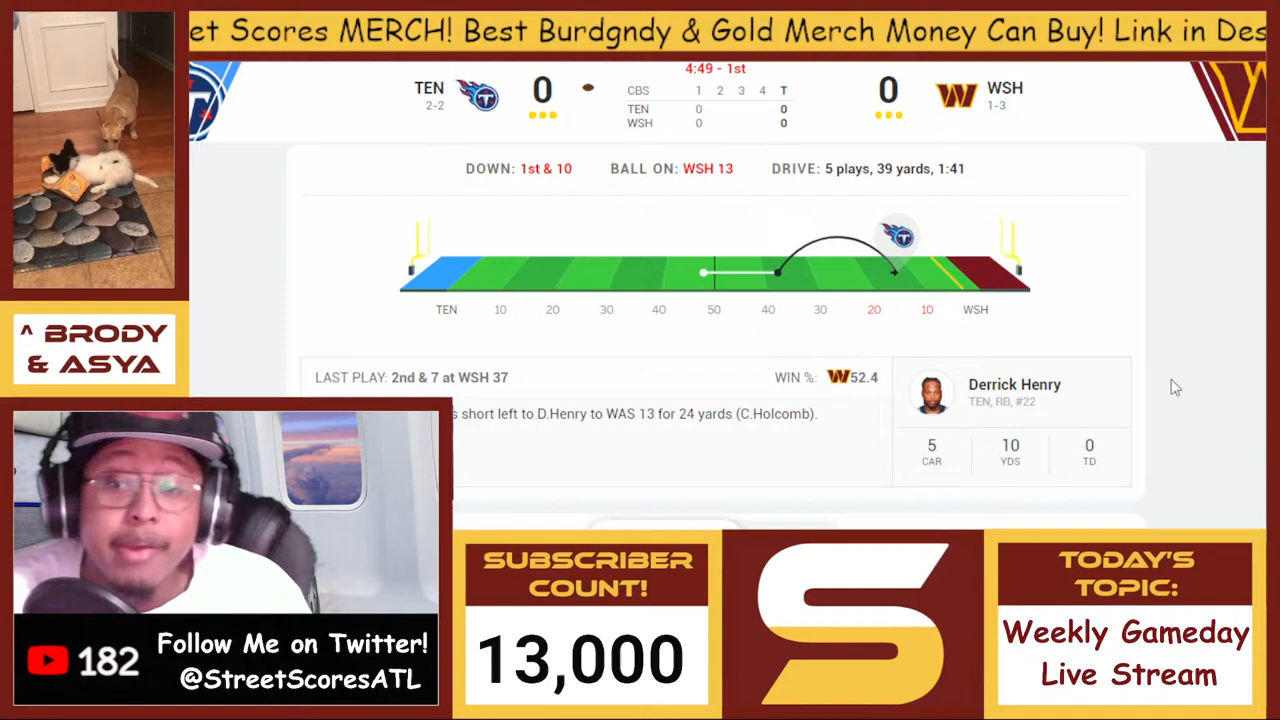 et Scores MERCH! Best Burdgndy & Gold Merch Money Can Buy! Link in Des
4:49 - 1st
TEN 0
2-2
CBS 1 2 3 4 T
TEN 0 0
WSH 0 0
0 WSH
1-3
DOWN: 1st & 10 BALL ON: WSH 13 DRIVE: 5 plays, 39 yards, 1:41
TEN 10 20 30 40 50 40 30 20 10 WSH
^ BRODY
& ASYA
LAST PLAY: 2nd & 7 at WSH 37 WIN %: W 52.4
s short left to D.Henry to WAS 13 for 24 yards (C.Holcomb).
Derrick Henry
TEN, RB, #22
5 10 0
CAR YDS TD
182
Follow Me on Twitter!
@StreetScoresATL
SUBSCRIBER
COUNT!
13,000
S
TODAY'S
TOPIC:
Weekly Gameday
Live Stream